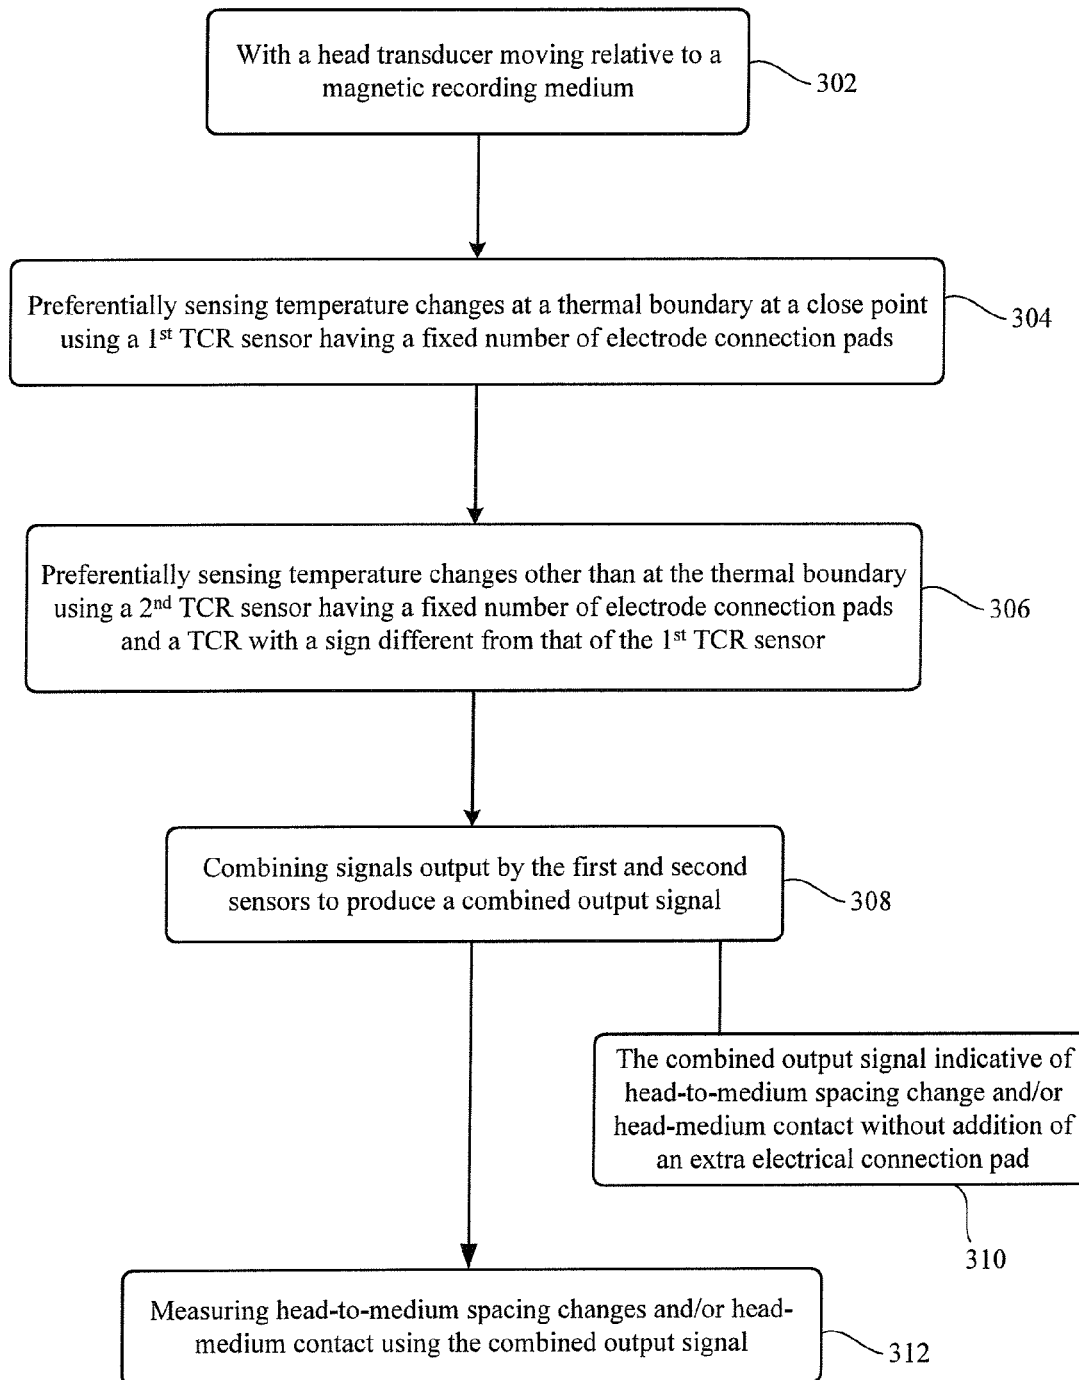 With a head transducer moving relative to a
magnetic recording medium
302
Preferentially sensing temperature changes at a thermal boundary at a close point
using a 1st TCR sensor having a fixed number of electrode connection pads
304
Preferentially sensing temperature changes other than at the thermal boundary
using a 2nd TCR sensor having a fixed number of electrode connection pads
and a TCR with a sign different from that of the 1st TCR sensor
306
Combining signals output by the first and second
sensors to produce a combined output signal
308
The combined output signal indicative of
head-to-medium spacing change and/or
head-medium contact without addition of
an extra electrical connection pad
310
Measuring head-to-medium spacing changes and/or head-
medium contact using the combined output signal
312